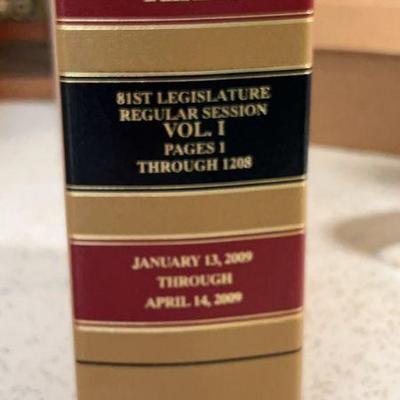 81ST LEGISLATURE
REGULAR SESSION
VOL. I
PAGES 1
THROUGH 1208
JANUARY 13, 2009
THROUGH
APRIL 14, 2009